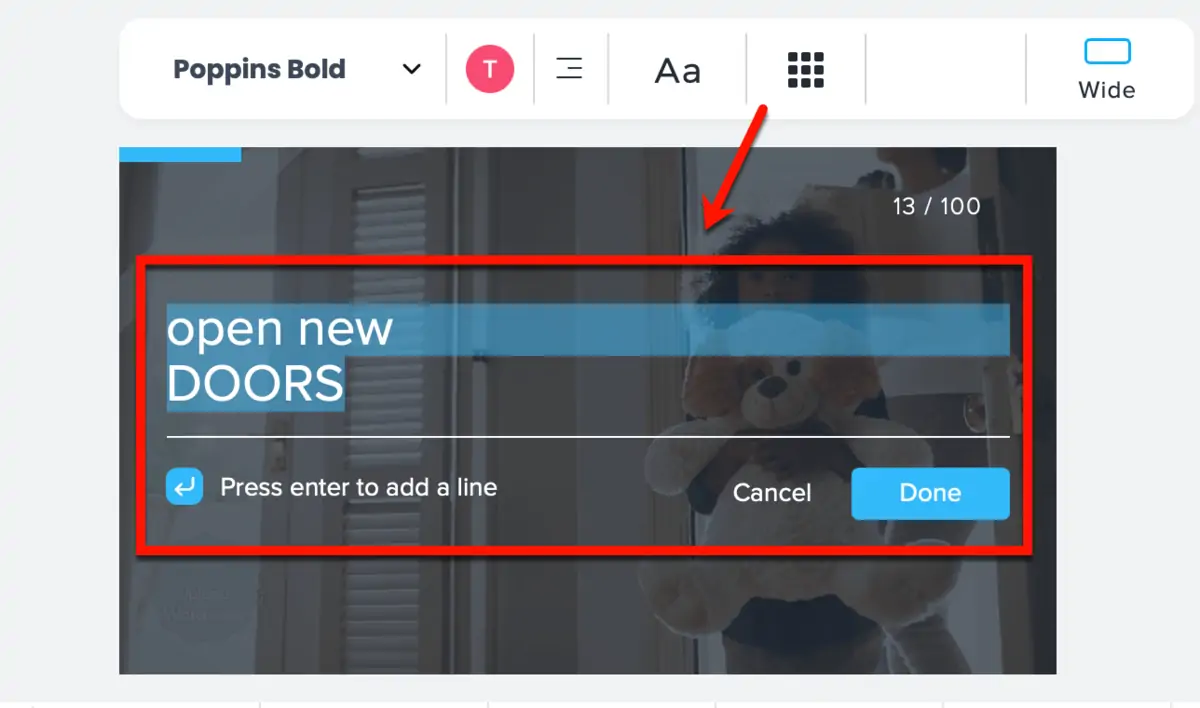 Poppins Bold
T
Aa
Wide
13 / 100
open new
DOORS
Press enter to add a line
Cancel
Done